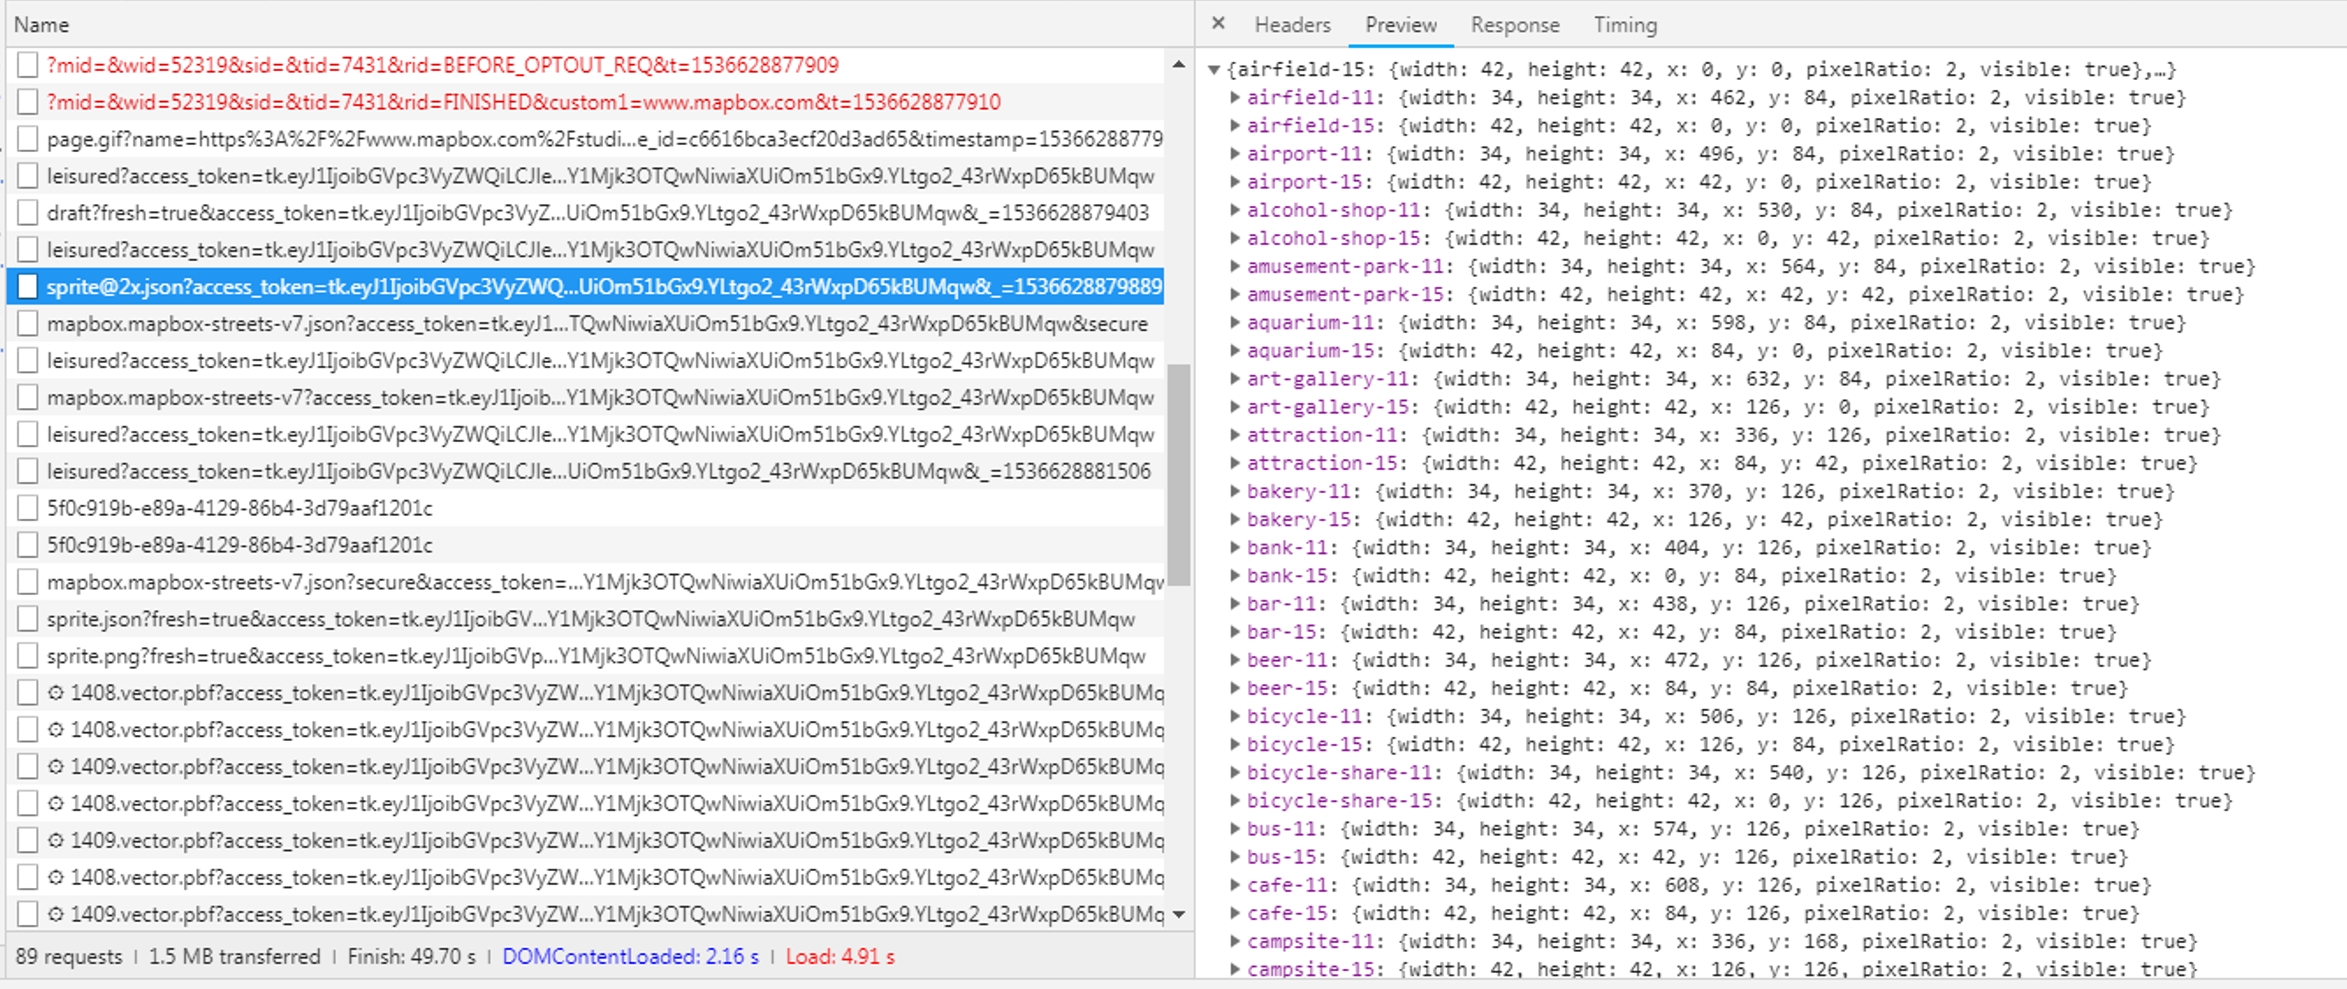 Name
?mid=&wid=52319&sid=&tid=7431&rid=BEFORE_OPTOUT_REQ&t=1536628877909
?mid=&wid=52319&sid=&tid=7431&rid=FINISHED&custom1=www.mapbox.com&t=1536628877910
page.gif?name=https%3A%2F%2Fwww.mapbox.com%2Fstudi...e_id=c6616bca3ecf20d3ad65&timestamp=15366288779
leisured?access_token=tk.eyJ1IjoibGVpc3VyZWQiLCJle...Y1Mjk3OTQwNiwiaXUiOm51bGx9.YLtgo2_43rWxpD65kBUMqw
draft?fresh=true&access_token=tk.eyJ1IjoibGVpc3VyZ...UiOm51bGx9.YLtgo2_43rWxpD65kBUMqw&_=1536628879403
leisured?access_token=tk.eyJ1IjoibGVpc3VyZWQiLCJle...Y1Mjk3OTQwNiwiaXUiOm51bGx9.YLtgo2_43rWxpD65kBUMqw
sprite@2x.json?access_token=tk.eyJ1IjoibGVpc3VyZWQ...UiOm51bGx9.YLtgo2_43rWxpD65kBUMqw&_=1536628879889
mapbox.mapbox-streets-v7.json?access_token=tk.eyJ1...TQwNiwiaXUiOm51bGx9.YLtgo2_43rWxpD65kBUMqw&secure
leisured?access_token=tk.eyJ1IjoibGVpc3VyZWQiLCJle...Y1Mjk3OTQwNiwiaXUiOm51bGx9.YLtgo2_43rWxpD65kBUMqw
mapbox.mapbox-streets-v7?access_token=tk.eyJ1Ijoib...Y1Mjk3OTQwNiwiaXUiOm51bGx9.YLtgo2_43rWxpD65kBUMqw
leisured?access_token=tk.eyJ1IjoibGVpc3VyZWQiLCJle...Y1Mjk3OTQwNiwiaXUiOm51bGx9.YLtgo2_43rWxpD65kBUMqw
leisured?access_token=tk.eyJ1IjoibGVpc3VyZWQiLCJle...UiOm51bGx9.YLtgo2_43rWxpD65kBUMqw&_=1536628881506
5f0c919b-e89a-4129-86b4-3d79aaf1201c
5f0c919b-e89a-4129-86b4-3d79aaf1201c
mapbox.mapbox-streets-v7.json?secure&access_token=...Y1Mjk3OTQwNiwiaXUiOm51bGx9.YLtgo2_43rWxpD65kBUMqw
sprite.json?fresh=true&access_token=tk.eyJ1IjoibGV...Y1Mjk3OTQwNiwiaXUiOm51bGx9.YLtgo2_43rWxpD65kBUMqw
sprite.png?fresh=true&access_token=tk.eyJ1IjoibGVp...Y1Mjk3OTQwNiwiaXUiOm51bGx9.YLtgo2_43rWxpD65kBUMqw
1408.vector.pbf?access_token=tk.eyJ1IjoibGVpc3VyZW...Y1Mjk3OTQwNiwiaXUiOm51bGx9.YLtgo2_43rWxpD65kBUMq
1408.vector.pbf?access_token=tk.eyJ1IjoibGVpc3VyZW...Y1Mjk3OTQwNiwiaXUiOm51bGx9.YLtgo2_43rWxpD65kBUMq
1409.vector.pbf?access_token=tk.eyJ1IjoibGVpc3VyZW...Y1Mjk3OTQwNiwiaXUiOm51bGx9.YLtgo2_43rWxpD65kBUMq
1408.vector.pbf?access_token=tk.eyJ1IjoibGVpc3VyZW...Y1Mjk3OTQwNiwiaXUiOm51bGx9.YLtgo2_43rWxpD65kBUMq
1409.vector.pbf?access_token=tk.eyJ1IjoibGVpc3VyZW...Y1Mjk3OTQwNiwiaXUiOm51bGx9.YLtgo2_43rWxpD65kBUMq
1408.vector.pbf?access_token=tk.eyJ1IjoibGVpc3VyZW...Y1Mjk3OTQwNiwiaXUiOm51bGx9.YLtgo2_43rWxpD65kBUMq
1409.vector.pbf?access_token=tk.eyJ1IjoibGVpc3VyZW...Y1Mjk3OTQwNiwiaXUiOm51bGx9.YLtgo2_43rWxpD65kBUMq
89 requests | 1.5 MB transferred | Finish: 49.70 s | DOMContentLoaded: 2.16 s | Load: 4.91 s
× Headers Preview Response Timing
▼{airfield-15: {width: 42, height: 42, x: 0, y: 0, pixelRatio: 2, visible: true},…}
▶airfield-11: {width: 34, height: 34, x: 462, y: 84, pixelRatio: 2, visible: true}
▶airfield-15: {width: 42, height: 42, x: 0, y: 0, pixelRatio: 2, visible: true}
▶airport-11: {width: 34, height: 34, x: 496, y: 84, pixelRatio: 2, visible: true}
▶airport-15: {width: 42, height: 42, x: 42, y: 0, pixelRatio: 2, visible: true}
▶alcohol-shop-11: {width: 34, height: 34, x: 530, y: 84, pixelRatio: 2, visible: true}
▶alcohol-shop-15: {width: 42, height: 42, x: 0, y: 42, pixelRatio: 2, visible: true}
▶amusement-park-11: {width: 34, height: 34, x: 564, y: 84, pixelRatio: 2, visible: true}
▶amusement-park-15: {width: 42, height: 42, x: 42, y: 42, pixelRatio: 2, visible: true}
▶aquarium-11: {width: 34, height: 34, x: 598, y: 84, pixelRatio: 2, visible: true}
▶aquarium-15: {width: 42, height: 42, x: 84, y: 0, pixelRatio: 2, visible: true}
▶art-gallery-11: {width: 34, height: 34, x: 632, y: 84, pixelRatio: 2, visible: true}
▶art-gallery-15: {width: 42, height: 42, x: 126, y: 0, pixelRatio: 2, visible: true}
▶attraction-11: {width: 34, height: 34, x: 336, y: 126, pixelRatio: 2, visible: true}
▶attraction-15: {width: 42, height: 42, x: 84, y: 42, pixelRatio: 2, visible: true}
▶bakery-11: {width: 34, height: 34, x: 370, y: 126, pixelRatio: 2, visible: true}
▶bakery-15: {width: 42, height: 42, x: 126, y: 42, pixelRatio: 2, visible: true}
▶bank-11: {width: 34, height: 34, x: 404, y: 126, pixelRatio: 2, visible: true}
▶bank-15: {width: 42, height: 42, x: 0, y: 84, pixelRatio: 2, visible: true}
▶bar-11: {width: 34, height: 34, x: 438, y: 126, pixelRatio: 2, visible: true}
▶bar-15: {width: 42, height: 42, x: 42, y: 84, pixelRatio: 2, visible: true}
▶beer-11: {width: 34, height: 34, x: 472, y: 126, pixelRatio: 2, visible: true}
▶beer-15: {width: 42, height: 42, x: 84, y: 84, pixelRatio: 2, visible: true}
▶bicycle-11: {width: 34, height: 34, x: 506, y: 126, pixelRatio: 2, visible: true}
▶bicycle-15: {width: 42, height: 42, x: 126, y: 84, pixelRatio: 2, visible: true}
▶bicycle-share-11: {width: 34, height: 34, x: 540, y: 126, pixelRatio: 2, visible: true}
▶bicycle-share-15: {width: 42, height: 42, x: 0, y: 126, pixelRatio: 2, visible: true}
▶bus-11: {width: 34, height: 34, x: 574, y: 126, pixelRatio: 2, visible: true}
▶bus-15: {width: 42, height: 42, x: 42, y: 126, pixelRatio: 2, visible: true}
▶cafe-11: {width: 34, height: 34, x: 608, y: 126, pixelRatio: 2, visible: true}
▶cafe-15: {width: 42, height: 42, x: 84, y: 126, pixelRatio: 2, visible: true}
▶campsite-11: {width: 34, height: 34, x: 336, y: 168, pixelRatio: 2, visible: true}
▶campsite-15: {width: 42, height: 42, x: 126, y: 126, pixelRatio: 2, visible: true}